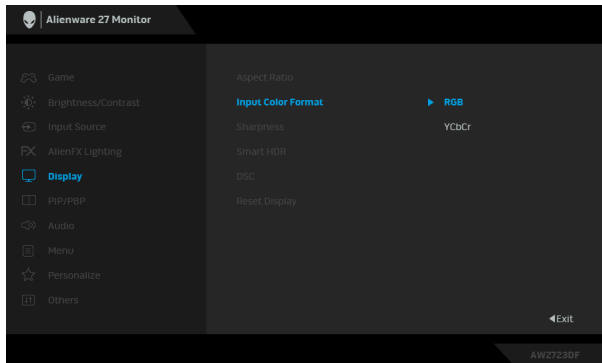 Alienware 27 Monitor
Game
Brightness/Contrast
Input Source
AlienFX Lighting
Display
PIP/PBP
Audio
Menu
Personalize
Others
Aspect Ratio
Input Color Format
Sharpness
Smart HDR
DSC
Reset Display
RGB
YCbCr
Exit
AW2723DF